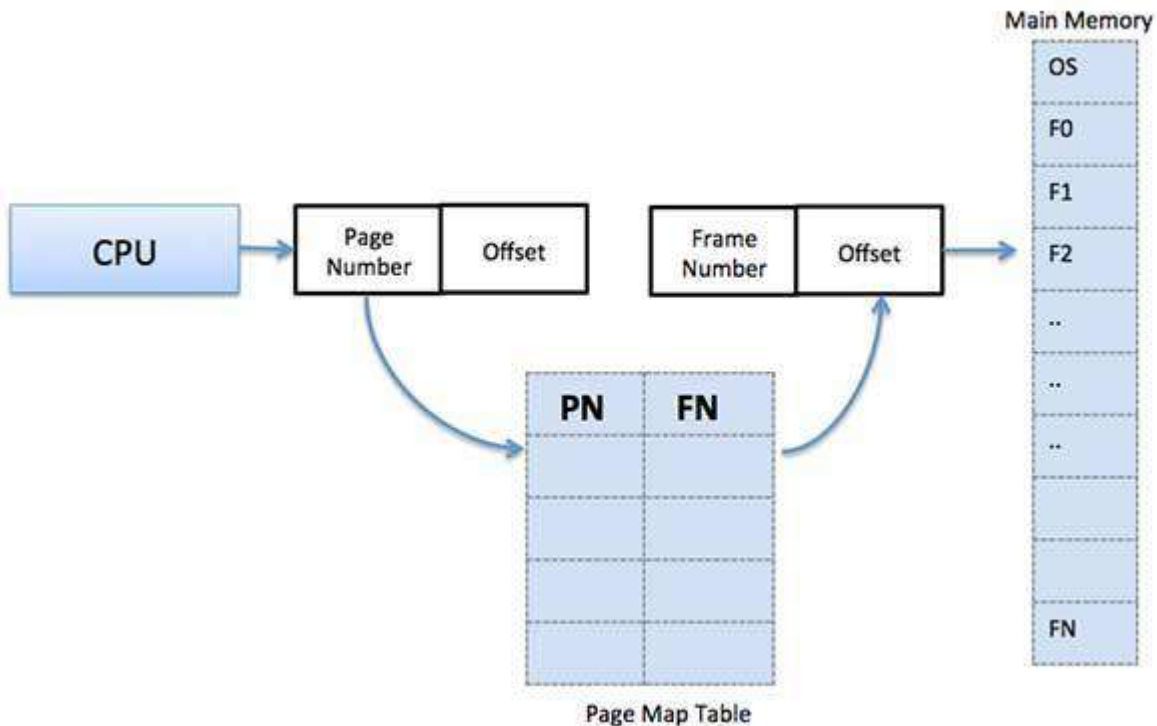 Main Memory
OS
F0
F1
F2
..
..
..
FN
CPU
Page
Number
Offset
Frame
Number
Offset
PN
FN
Page Map Table